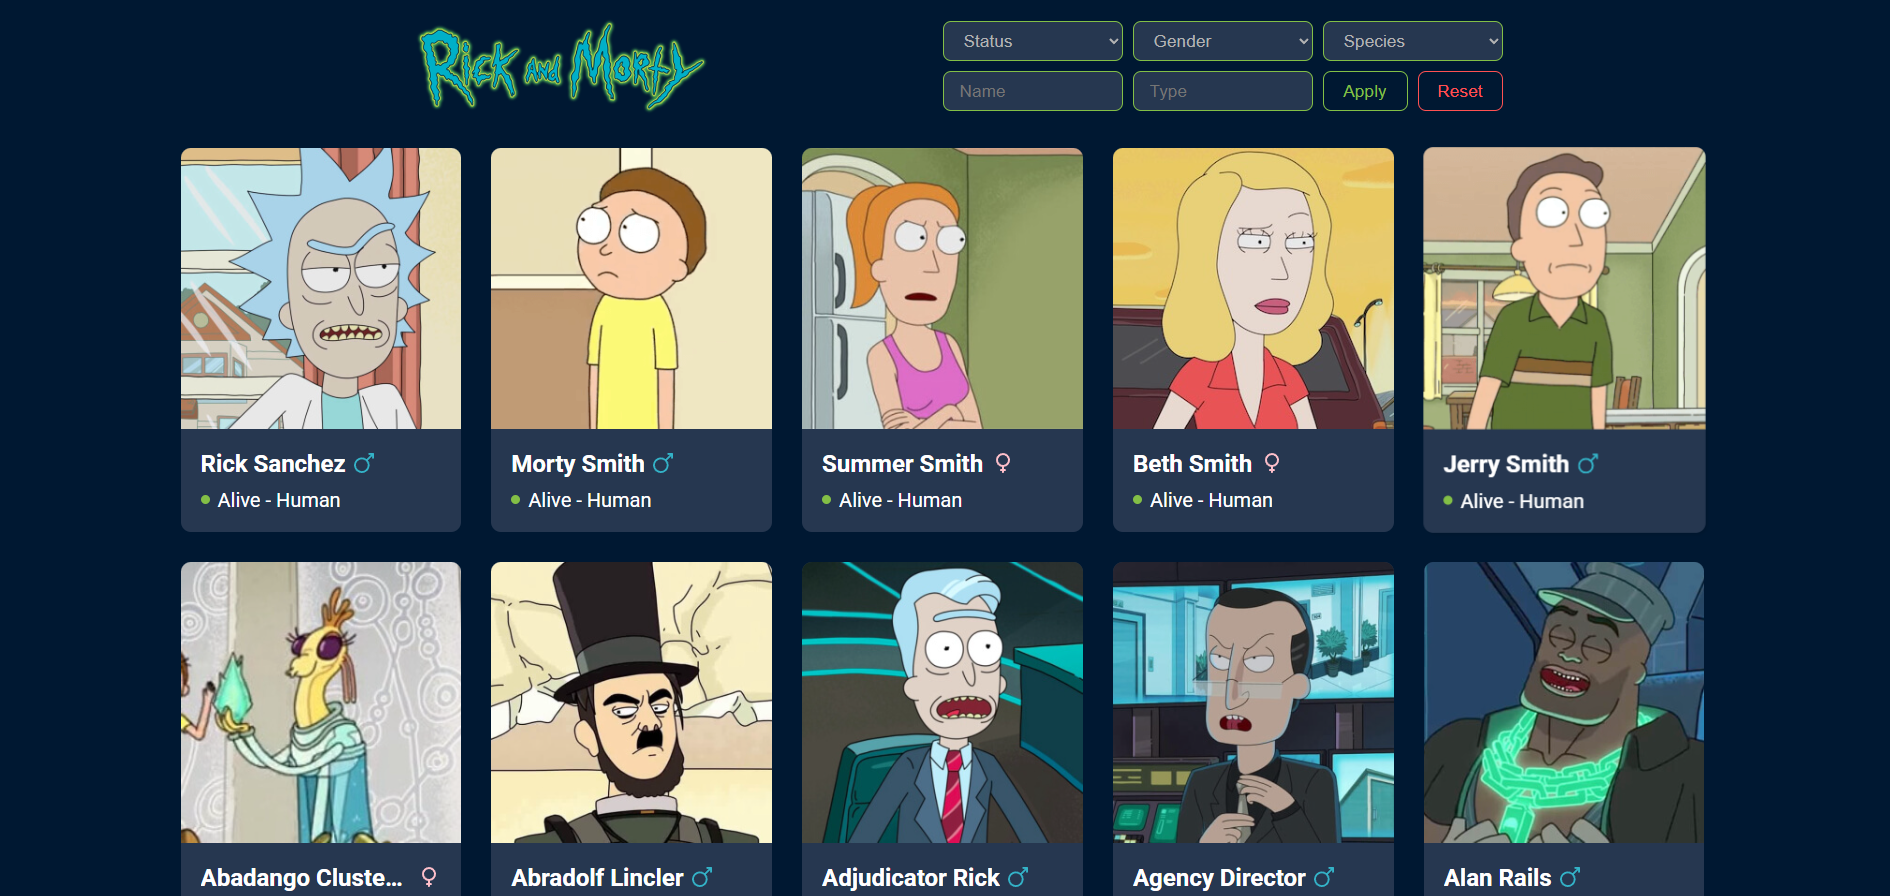 Rick and Morty
Status Gender Species
Name Type Apply Reset
Rick Sanchez Morty Smith Summer Smith Beth Smith Jerry Smith
Alive - Human Alive - Human Alive - Human Alive - Human Alive - Human
Abadango Cluste... Abradolf Lincler Adjudicator Rick Agency Director Alan Rails